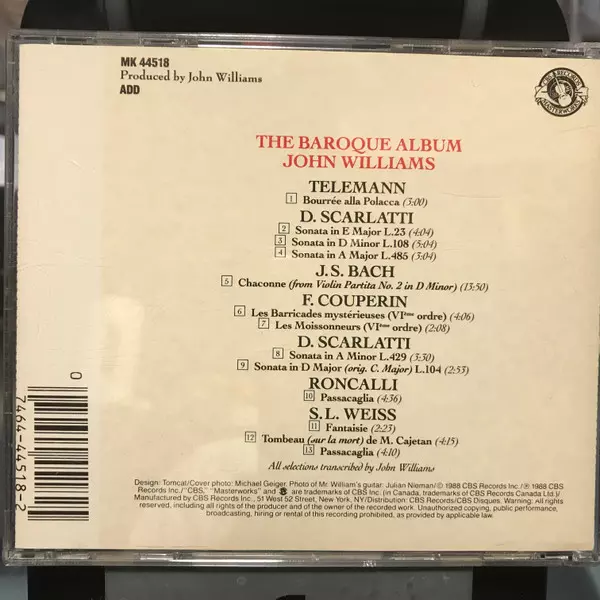 MK 44518
Produced by John Williams
ADD
CBS RECORDS
MASTERWORKS
THE BAROQUE ALBUM
JOHN WILLIAMS
TELEMANN
1 Bourrée alla Polacca (3:00)
D. SCARLATTI
2 Sonata in E Major L.23 (4:04)
3 Sonata in D Minor L.108 (5:04)
4 Sonata in A Major L.485 (3:04)
J.S. BACH
5 Chaconne (from Violin Partita No. 2 in D Minor) (13:50)
F. COUPERIN
6 Les Barricades mystérieuses (VIème ordre) (4:06)
7 Les Moissonneurs (VIème ordre) (2:08)
D. SCARLATTI
8 Sonata in A Minor L.429 (3:30)
9 Sonata in D Major (orig. C. Major) L.104 (2:53)
RONCALLI
10 Passacaglia (4:36)
S.L. WEISS
11 Fantaisie (2:23)
12 Tombeau (sur la mort) de M. Cajetan (4:15)
13 Passacaglia (4:10)
All selections transcribed by John Williams
Design: Tomcat/Cover photo: Michael Geiger. Photo of Mr. William's guitar: Julian Nieman/© 1988 CBS Records Inc./℗ 1988 CBS
Records Inc./"CBS," "Masterworks" and are trademarks of CBS Inc. (in Canada, trademarks of CBS Records Canada Ltd.)/
Manufactured by CBS Records Inc./51 West 52 Street, New York, NY/Distribution: CBS Records/CBS Disques. Warning: All rights
reserved, including all rights of the producer and of the owner of the recorded work. Unauthorized copying, public performance,
broadcasting, hiring or rental of this recording prohibited, as provided by applicable law.
0
7464-44518-2